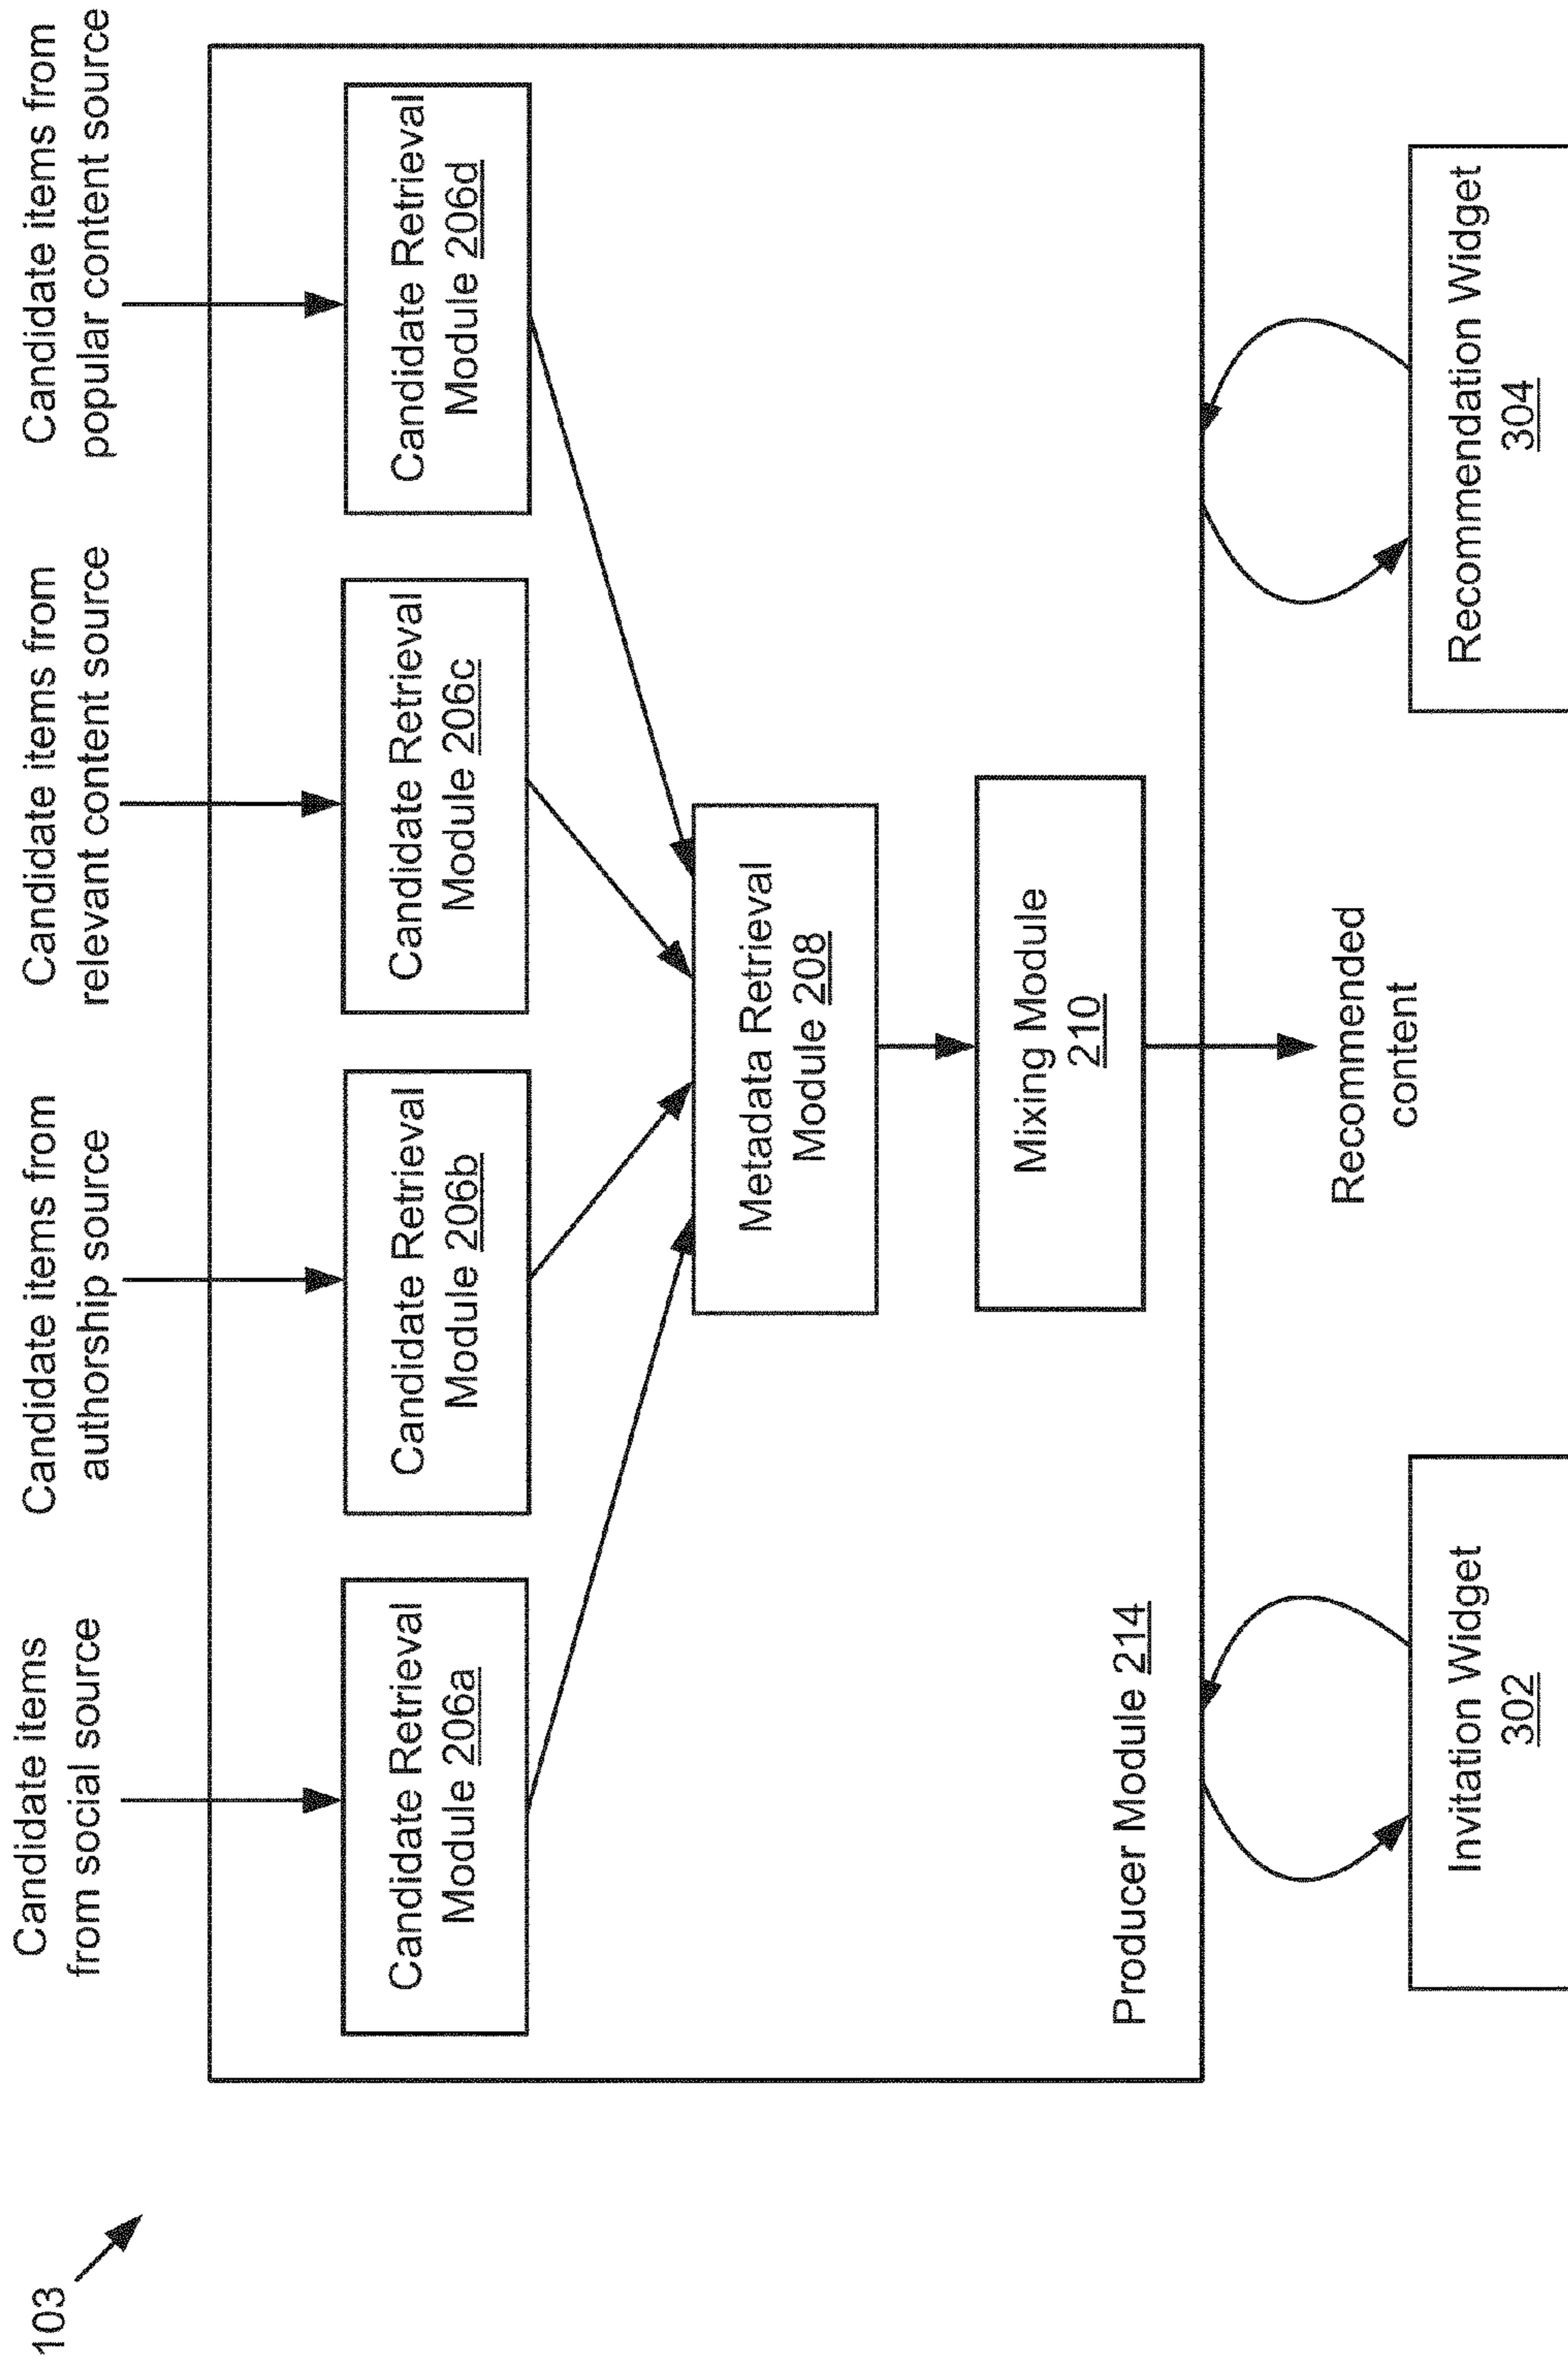 103
Candidate items
from social source
Candidate items from
authorship source
Candidate items from
relevant content source
Candidate items from
popular content source
Candidate Retrieval
Module 206a
Candidate Retrieval
Module 206b
Candidate Retrieval
Module 206c
Candidate Retrieval
Module 206d
Metadata Retrieval
Module 208
Mixing Module
210
Producer Module 214
Recommended
content
Invitation Widget
302
Recommendation Widget
304